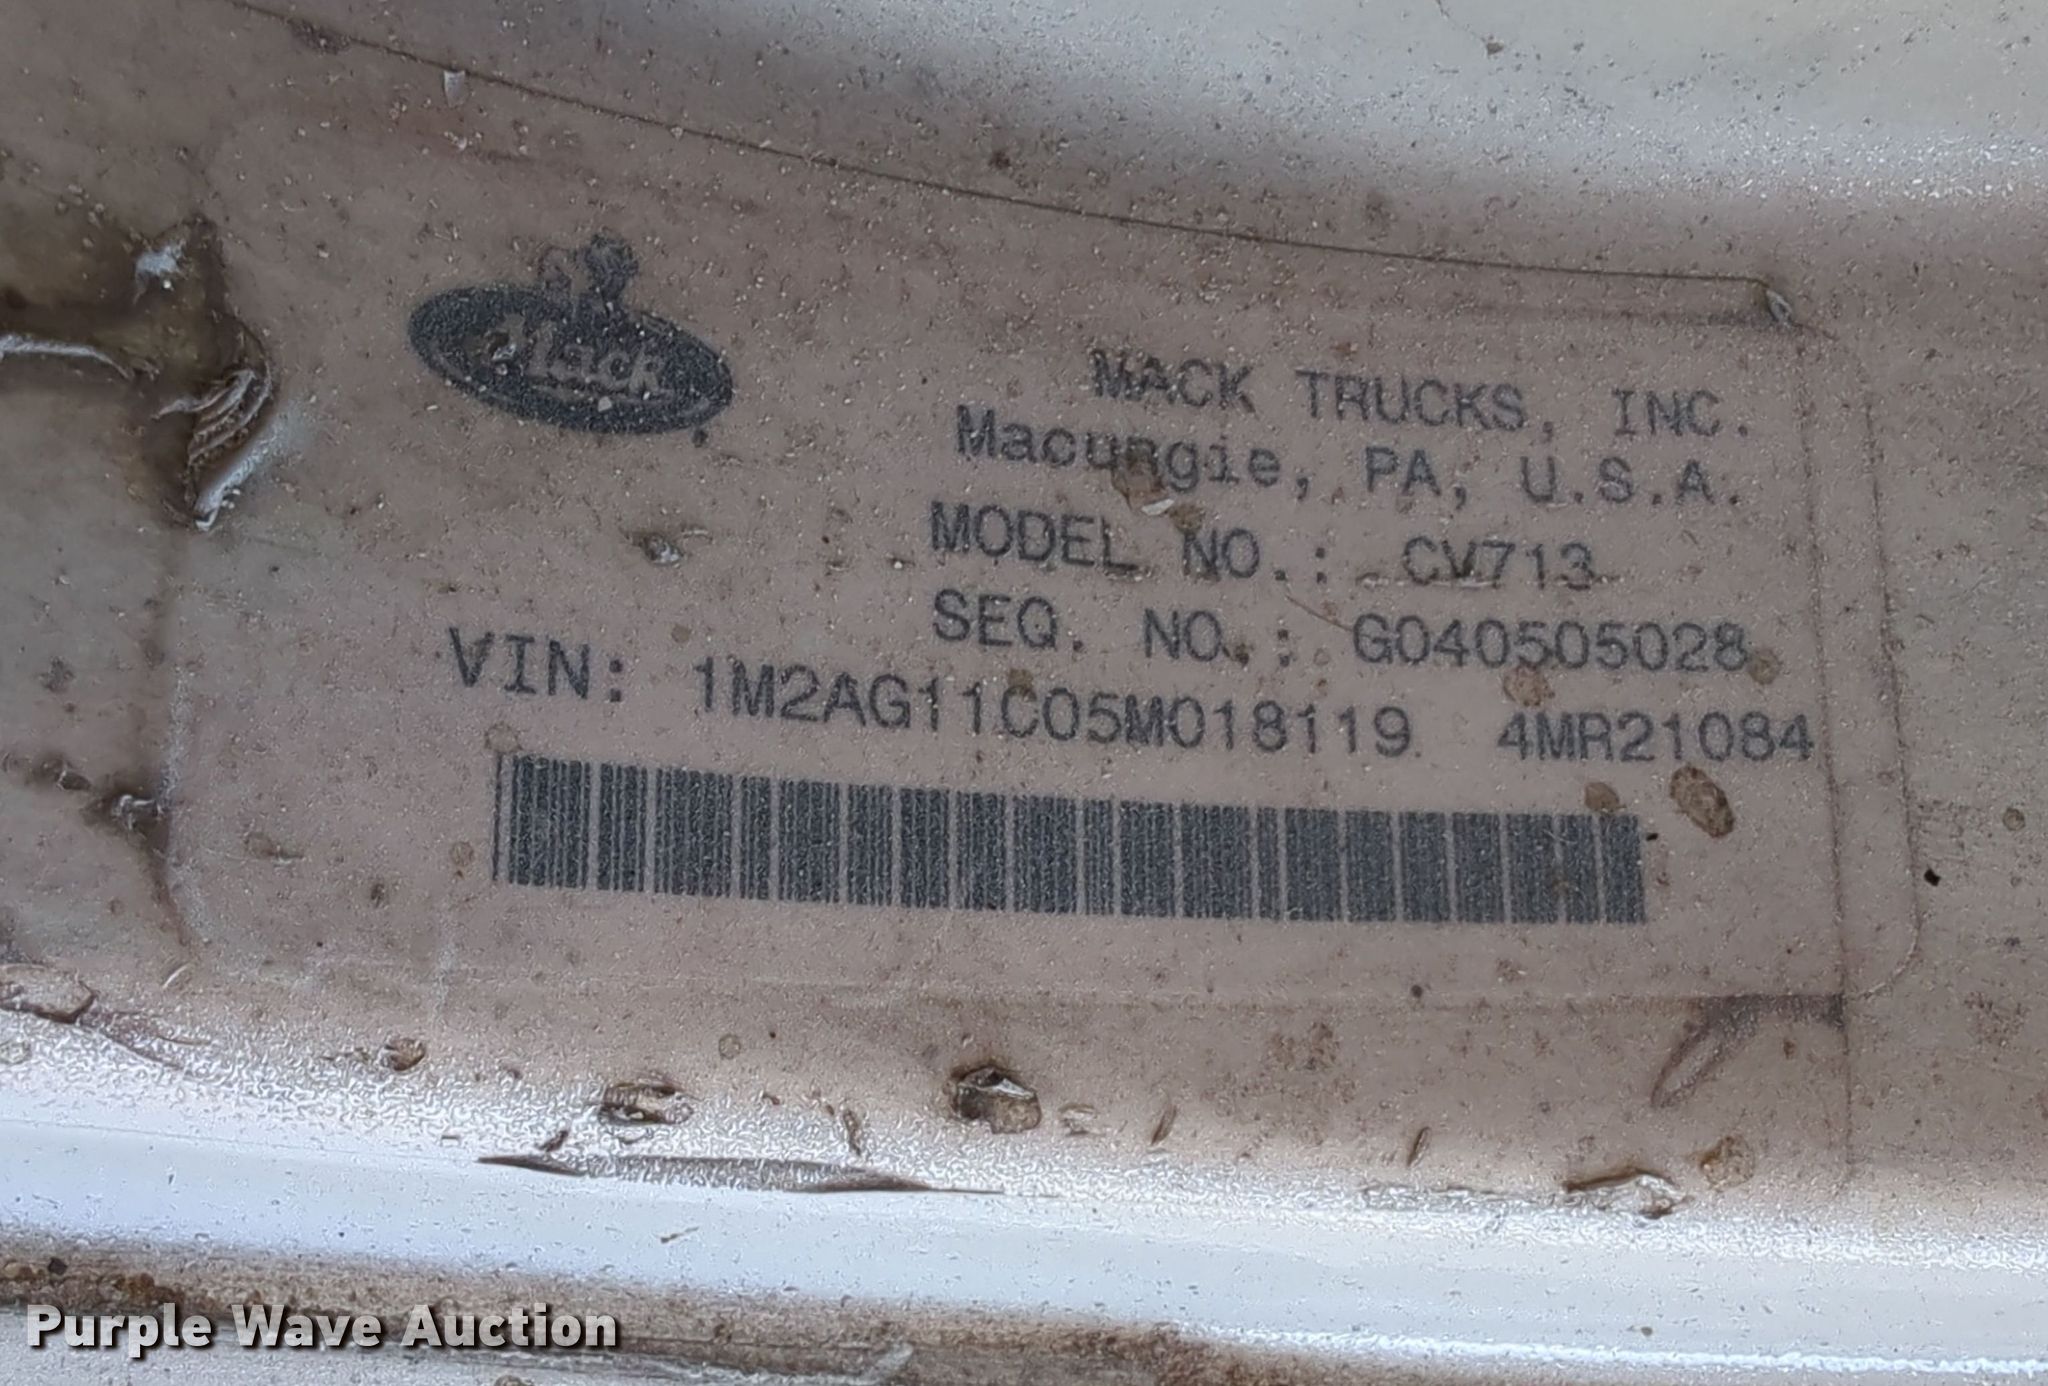 Mack
MACK TRUCKS, INC.
Macungie, PA, U.S.A.
MODEL NO.: CV713
SEQ. NO.: G040505028
VIN: 1M2AG11C05M018119 4MR21084
Purple Wave Auction